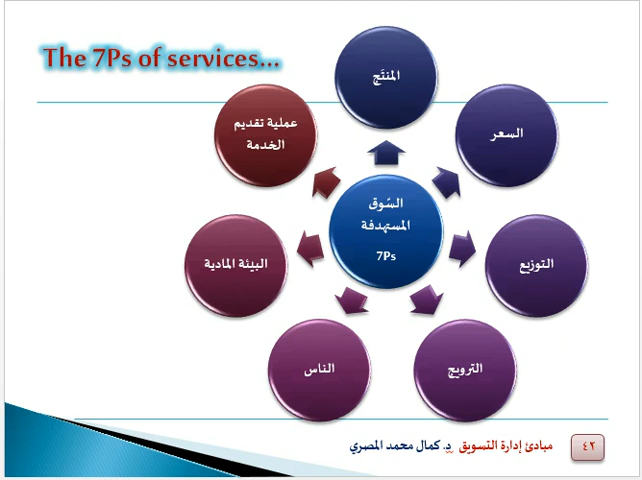 The 7Ps of services...
المنتَج
السعر
التوزيع
الترويج
الناس
البيئة المادية
عملية تقديم
الخدمة
السّوق
المستهدفة
7Ps
مبادئ إدارة التسويق د. كمال محمد المصري
٤٢